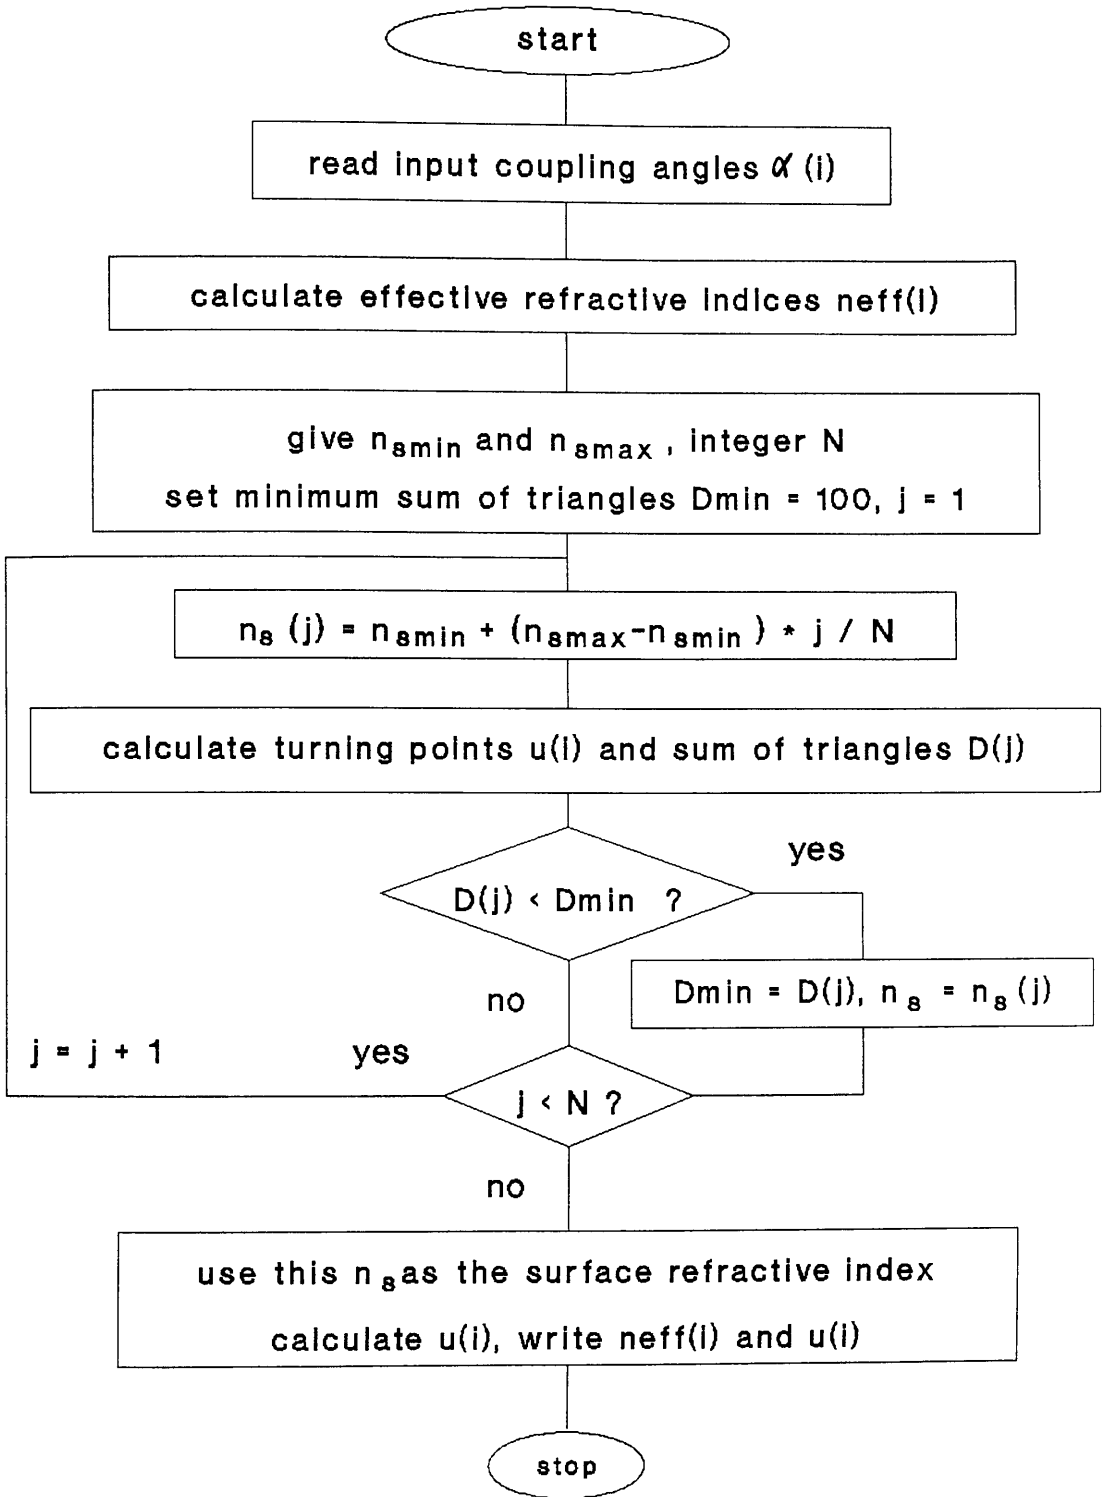 start
read input coupling angles α (i)
calculate effective refractive indices neff(i)
give nsmin and nsmax , integer N
set minimum sum of triangles Dmin = 100, j = 1
ns (j) = nsmin + (nsmax-nsmin ) * j / N
calculate turning points u(i) and sum of triangles D(j)
yes
D(j) < Dmin ?
Dmin = D(j), ns = ns (j)
no
j = j + 1
yes
j < N ?
no
use this ns as the surface refractive index
calculate u(i), write neff(i) and u(i)
stop